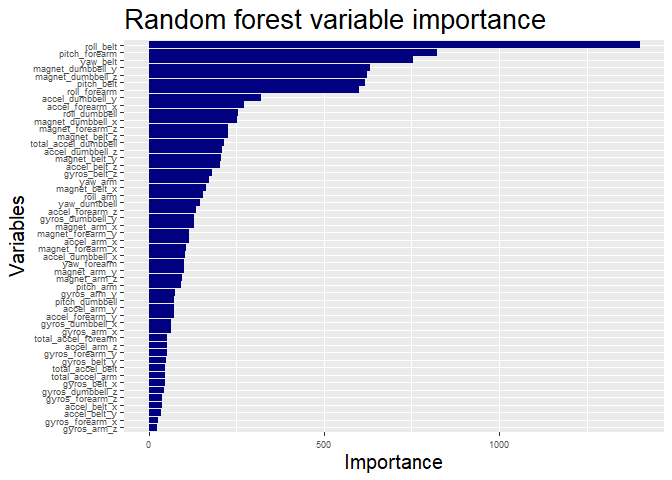 Random forest variable importance
roll_belt
pitch_forearm
yaw_belt
magnet_dumbbell_y
magnet_dumbbell_z
pitch_belt
roll_forearm
accel_dumbbell_y
accel_forearm_x
roll_dumbbell
magnet_dumbbell_x
magnet_forearm_z
magnet_belt_z
total_accel_dumbbell
accel_dumbbell_z
magnet_belt_y
accel_belt_z
gyros_belt_z
yaw_arm
magnet_belt_x
roll_arm
yaw_dumbbell
accel_forearm_z
gyros_dumbbell_y
magnet_arm_x
magnet_forearm_y
accel_arm_x
magnet_forearm_x
accel_dumbbell_x
yaw_forearm
magnet_arm_y
magnet_arm_z
pitch_arm
gyros_arm_y
pitch_dumbbell
accel_arm_y
accel_forearm_y
gyros_dumbbell_x
gyros_arm_x
total_accel_forearm
accel_arm_z
gyros_forearm_y
gyros_belt_y
total_accel_belt
total_accel_arm
gyros_belt_x
gyros_dumbbell_z
gyros_forearm_z
accel_belt_x
accel_belt_y
gyros_forearm_x
gyros_arm_z
Variables
0 500 1000
Importance